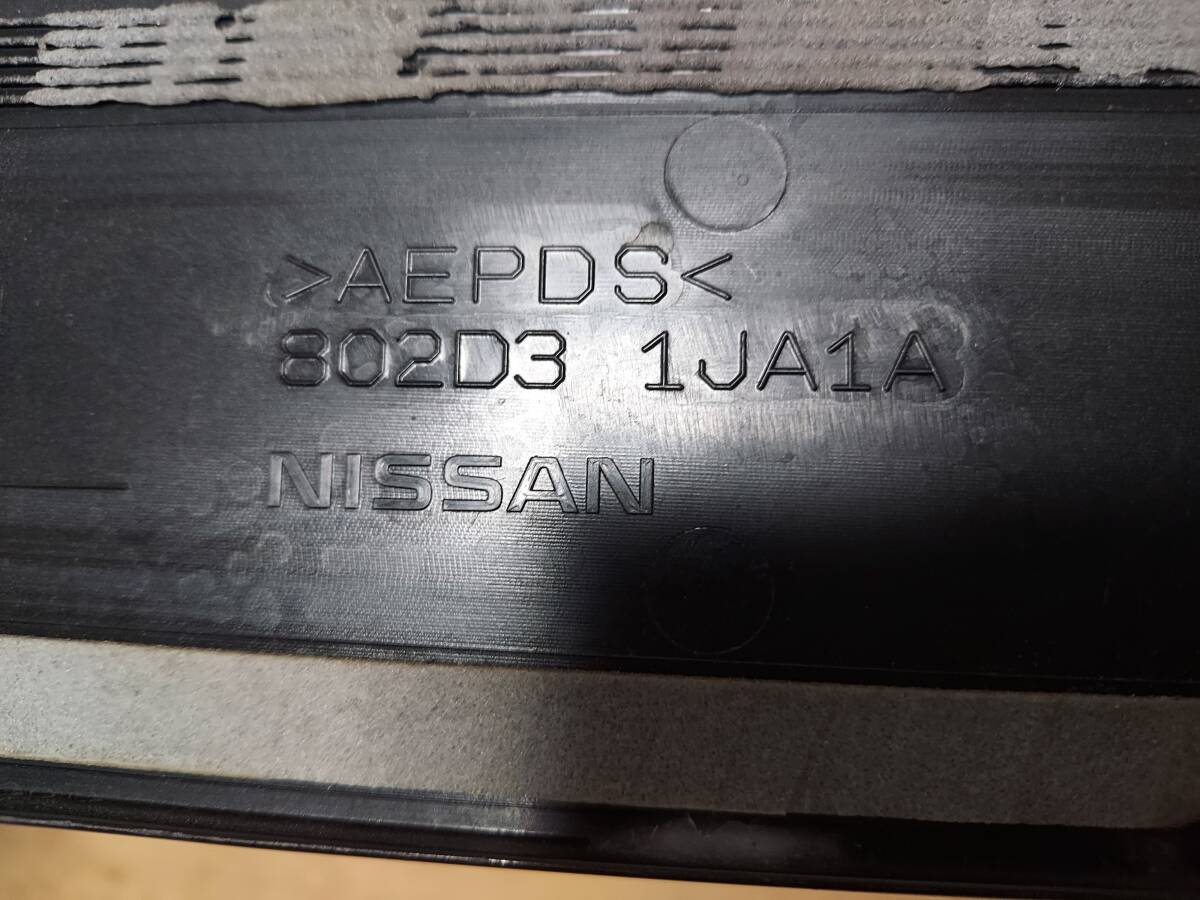 >AEPDS<
802D3 1JA1A
NISSAN